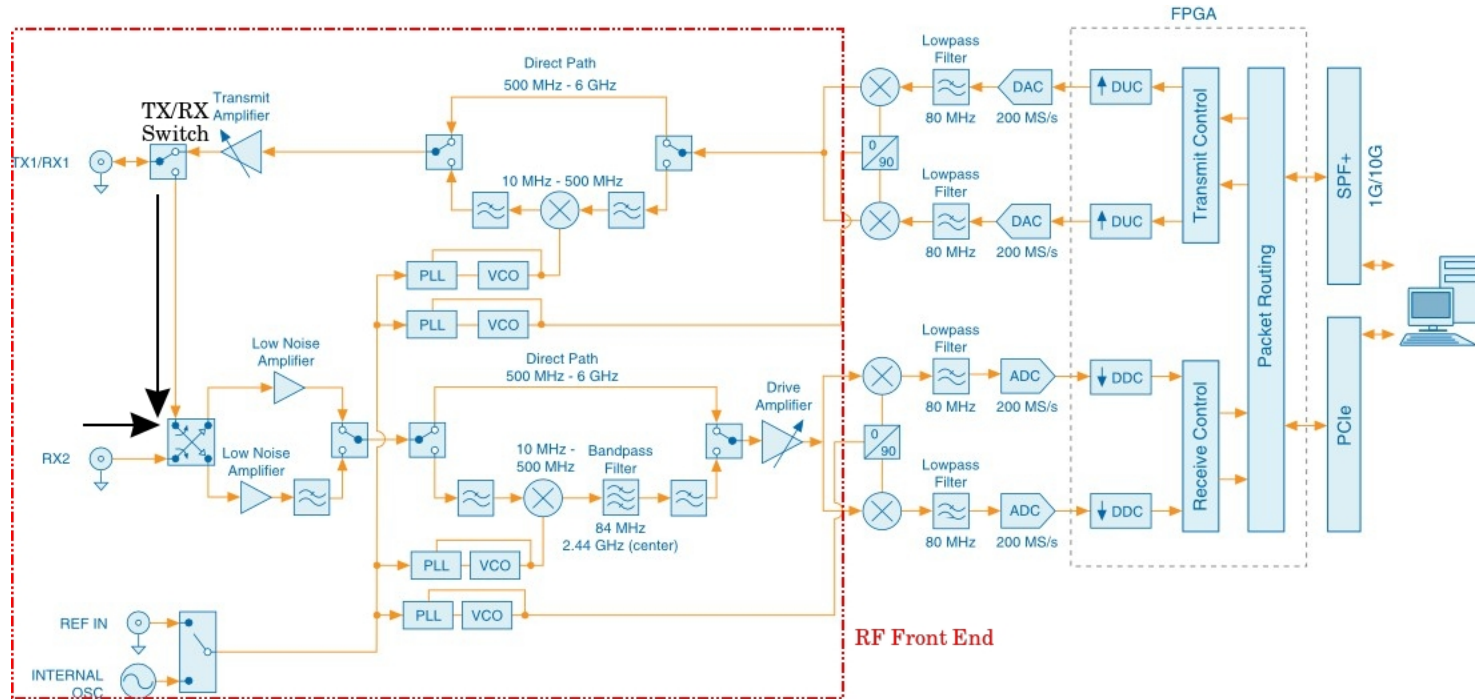 FPGA
Direct Path
500 MHz - 6 GHz
Lowpass
Filter
80 MHz
DAC
200 MS/s
DUC
TX/RX
Switch
Transmit
Amplifier
TX1/RX1
10 MHz - 500 MHz
0
90
Lowpass
Filter
80 MHz
DAC
200 MS/s
DUC
Transmit Control
Packet Routing
SPF+
1G/10G
PLL
VCO
PLL
VCO
Low Noise
Amplifier
Direct Path
500 MHz - 6 GHz
Drive
Amplifier
Lowpass
Filter
80 MHz
ADC
200 MS/s
DDC
RX2
Low Noise
Amplifier
10 MHz -
500 MHz
Bandpass
Filter
84 MHz
2.44 GHz (center)
0
90
Lowpass
Filter
80 MHz
ADC
200 MS/s
DDC
Receive Control
PCIe
PLL
VCO
PLL
VCO
REF IN
INTERNAL
OSC
RF Front End